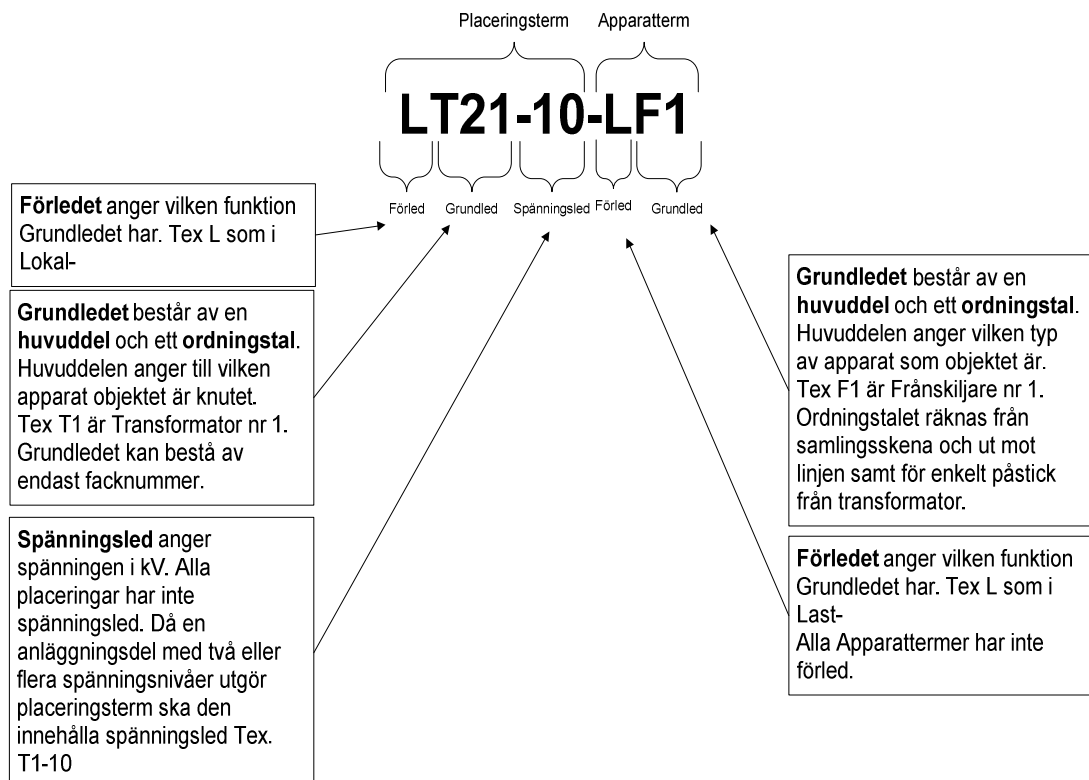 Placeringsterm Apparatterm
LT21-10-LF1
Förled Grundled Spänningsled Förled Grundled
Förledet anger vilken funktion
Grundledet har. Tex L som i
Lokal-
Grundledet består av en
huvuddel och ett ordningstal.
Huvuddelen anger till vilken
apparat objektet är knutet.
Tex T1 är Transformator nr 1.
Grundledet kan bestå av
endast facknummer.
Spänningsled anger
spänningen i kV. Alla
placeringar har inte
spänningsled. Då en
anläggningsdel med två eller
flera spänningsnivåer utgör
placeringsterm ska den
innehålla spänningsled Tex.
T1-10
Grundledet består av en
huvuddel och ett ordningstal.
Huvuddelen anger vilken typ
av apparat som objektet är.
Tex F1 är Frånskiljare nr 1.
Ordningstalet räknas från
samlingsskena och ut mot
linjen samt för enkelt påstick
från transformator.
Förledet anger vilken funktion
Grundledet har. Tex L som i
Last-
Alla Apparattermer har inte
förled.